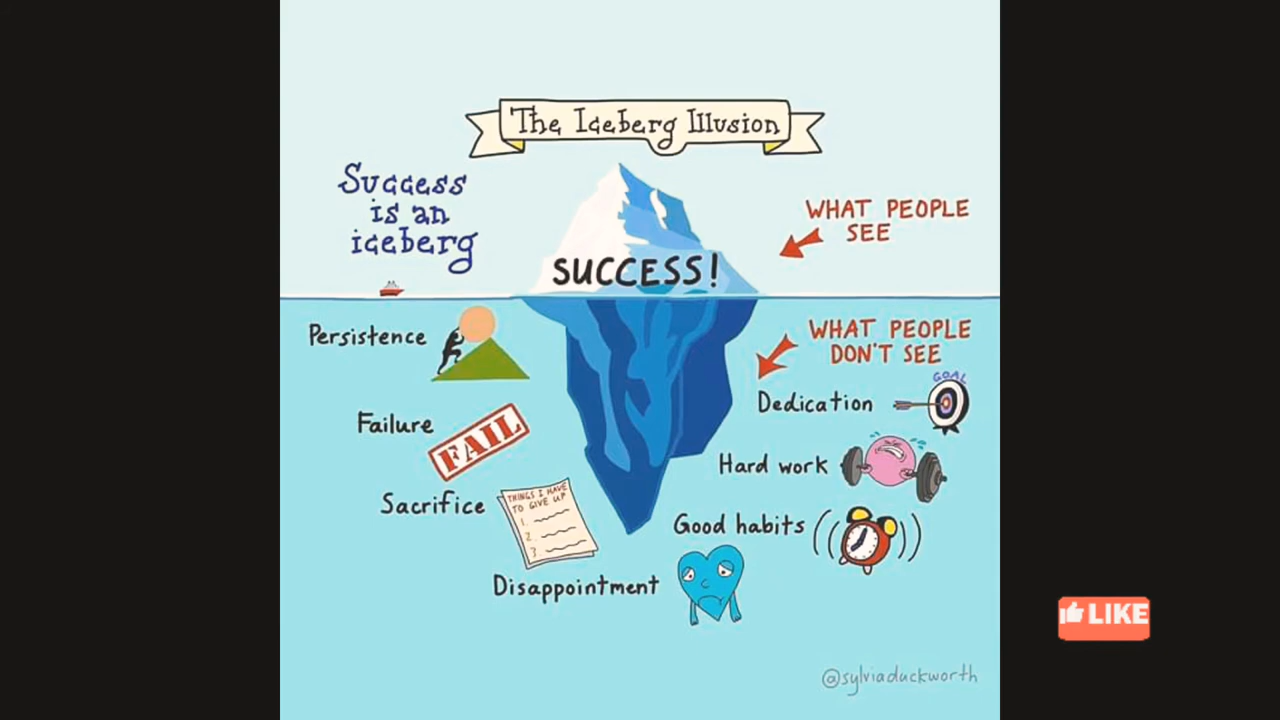 The Iceberg Illusion
Success
is an
iceberg
WHAT PEOPLE
SEE
SUCCESS!
Persistence
WHAT PEOPLE
DON'T SEE
GOAL
Dedication
Failure
FAIL
Hard work
Sacrifice
THINGS I HAVE
TO GIVE UP
1.
2.
3.
Good habits
Disappointment
LIKE
@sylviaduckworth